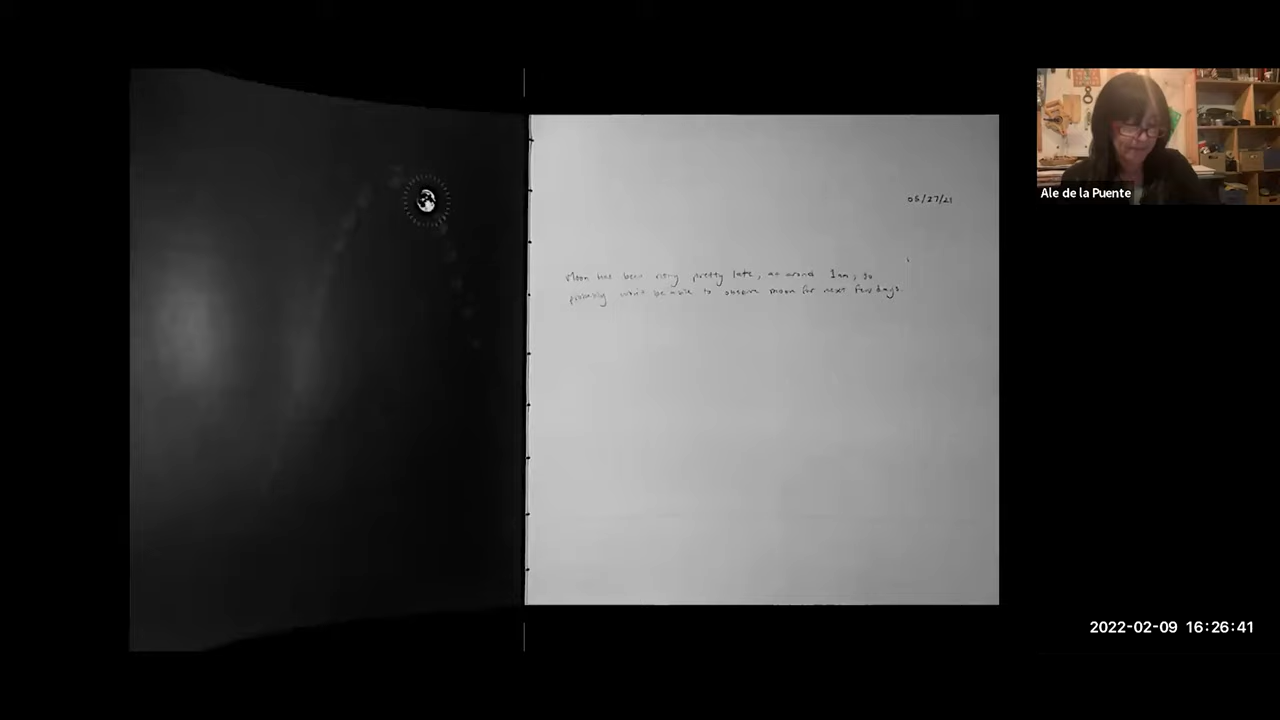 05/27/21
Moon has been rising pretty late, at around 1am, so
probably won't be able to observe moon for next few days.
Ale de la Puente
2022-02-09 16:26:41